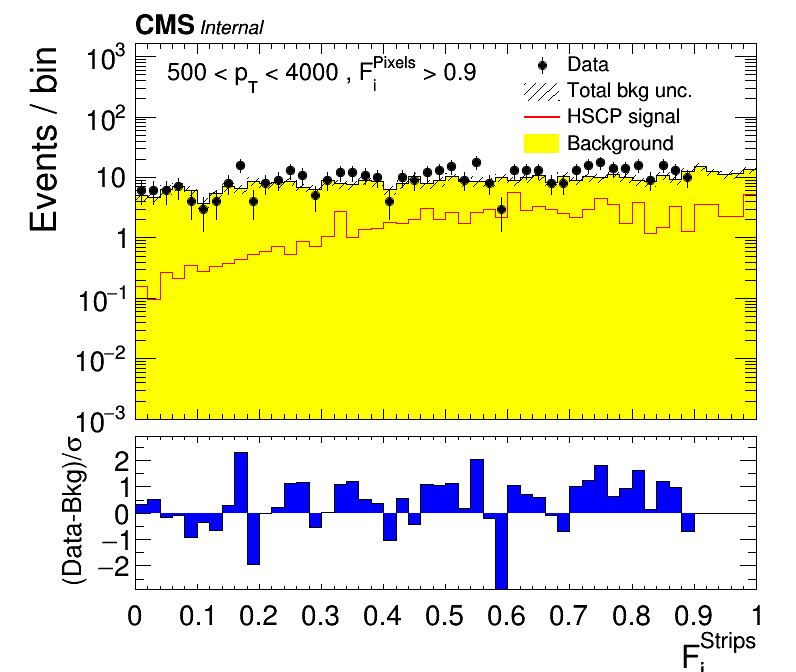 CMS Internal
500 < p_T < 4000 , F_i^Pixels > 0.9
Data
Total bkg unc.
HSCP signal
Background
Events / bin
10^3
10^2
10
1
10^−1
10^−2
10^−3
(Data-Bkg)/σ
2
1
0
−1
−2
0 0.1 0.2 0.3 0.4 0.5 0.6 0.7 0.8 0.9 1
F_i^Strips